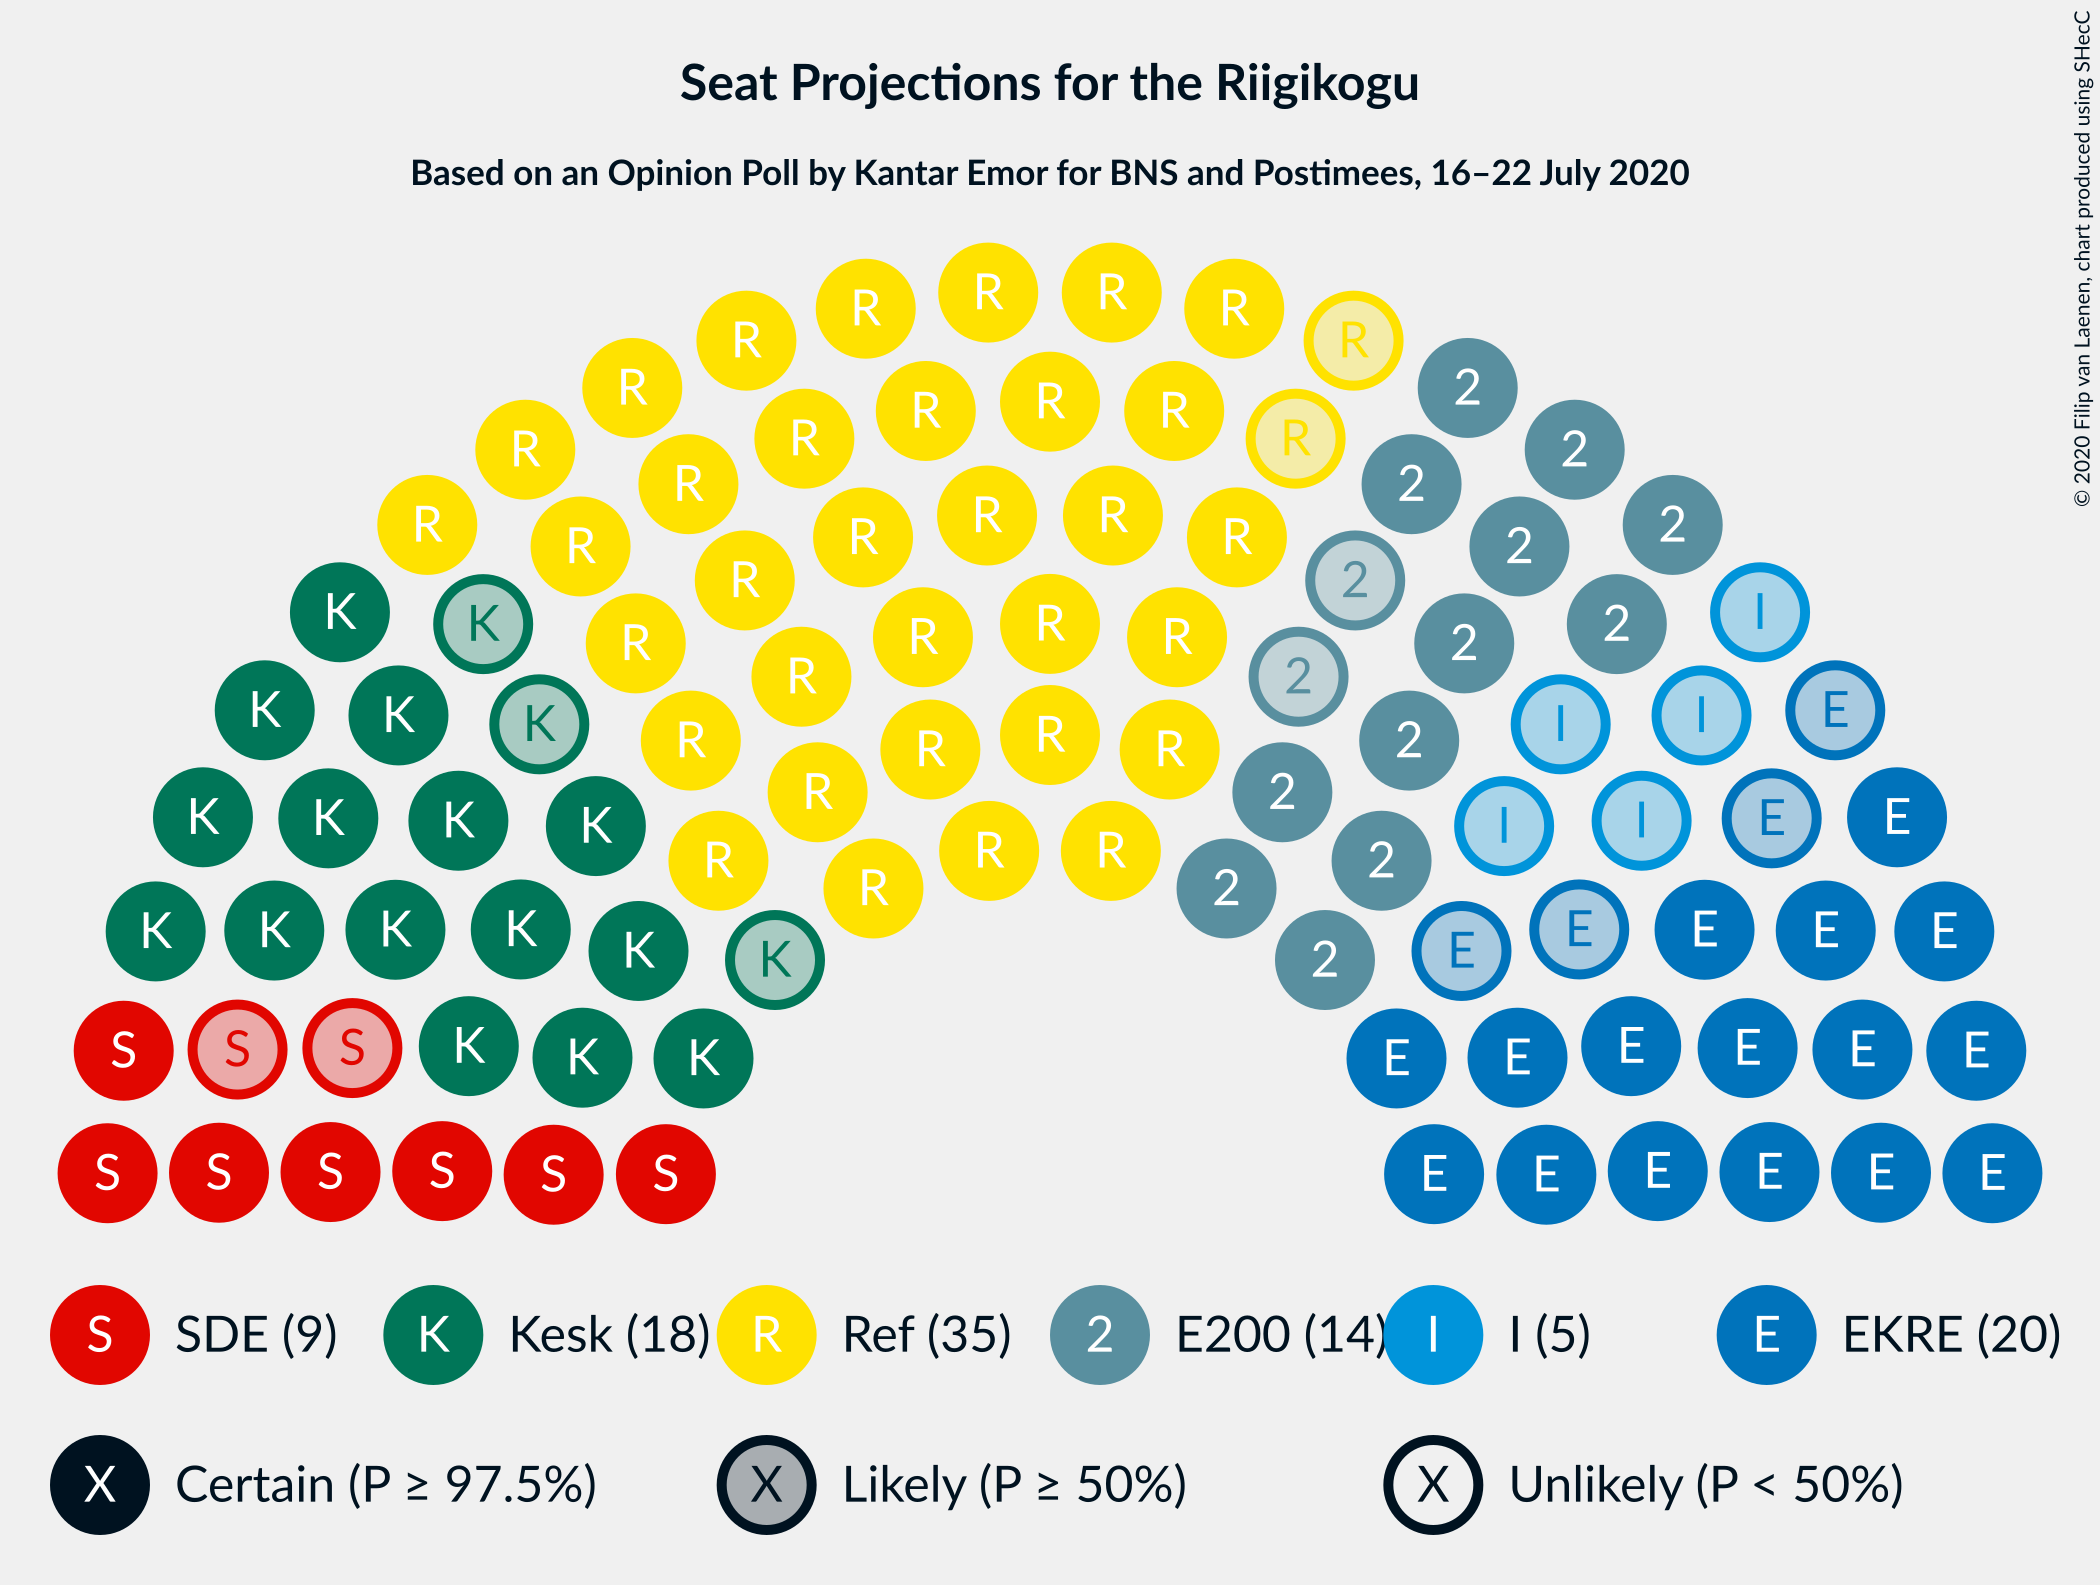 Seat Projections for the Riigikogu
Based on an Opinion Poll by Kantar Emor for BNS and Postimees, 16–22 July 2020
© 2020 Filip van Laenen, chart produced using SHecC
R R R R R
R R R 2
R R R R R 2
R R R 2
R R R R R 2 2
K K R R R R R 2 2 I
K K K R R 2 2 I I E
K K K K R R R R R 2 2 I I E E
K K K K K K R R R 2 2 E E E E E
S S S K K K E E E E E E
S S S S S S E E E E E E
S SDE (9) K Kesk (18) R Ref (35) 2 E200 (14) I I (5) E EKRE (20)
X Certain (P ≥ 97.5%) X Likely (P ≥ 50%) X Unlikely (P < 50%)